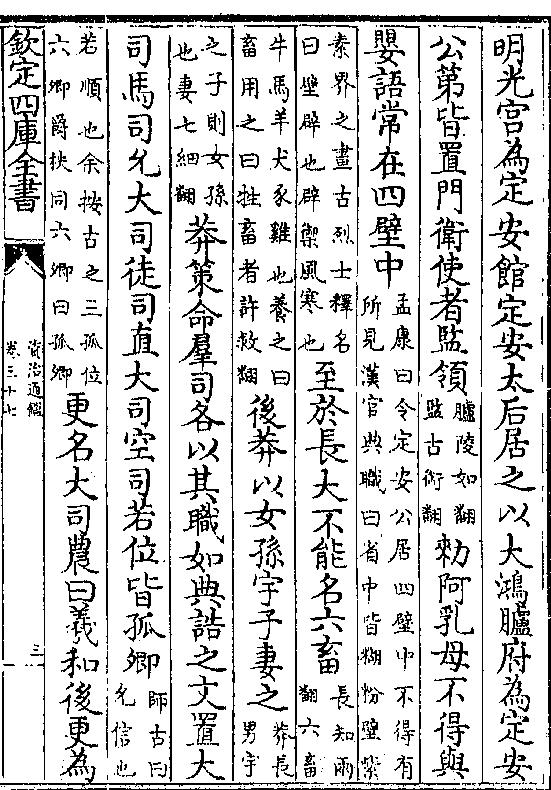 明光宫為定安館定安太后居之以大鴻臚府為定安
公第皆置門衛使者監領臚陵如翻監古銜翻勑阿乳母不得與
嬰語常在四壁中孟康曰令定安公居四壁中不得有所見漢官典職曰省中皆糊粉壁紫
素界之畫古烈士釋名曰壁辟也辟禦風寒也至於長大不能名六畜長知兩翻六畜
牛馬羊犬豕雞也養之曰畜用之曰牲畜者許救翻後莽以女孫宇子妻之莽長男宇
之子則女孫也妻七細翻莽策命羣司各以其職如典誥之文置大
司馬司允大司徒司直大司空司若位皆孤卿師古曰允信也
若順也余按古之三孤位六卿爵秩同六卿曰孤卿更名大司農曰義和後更為
欽定四庫全書
資治通鑑
卷三十七
三